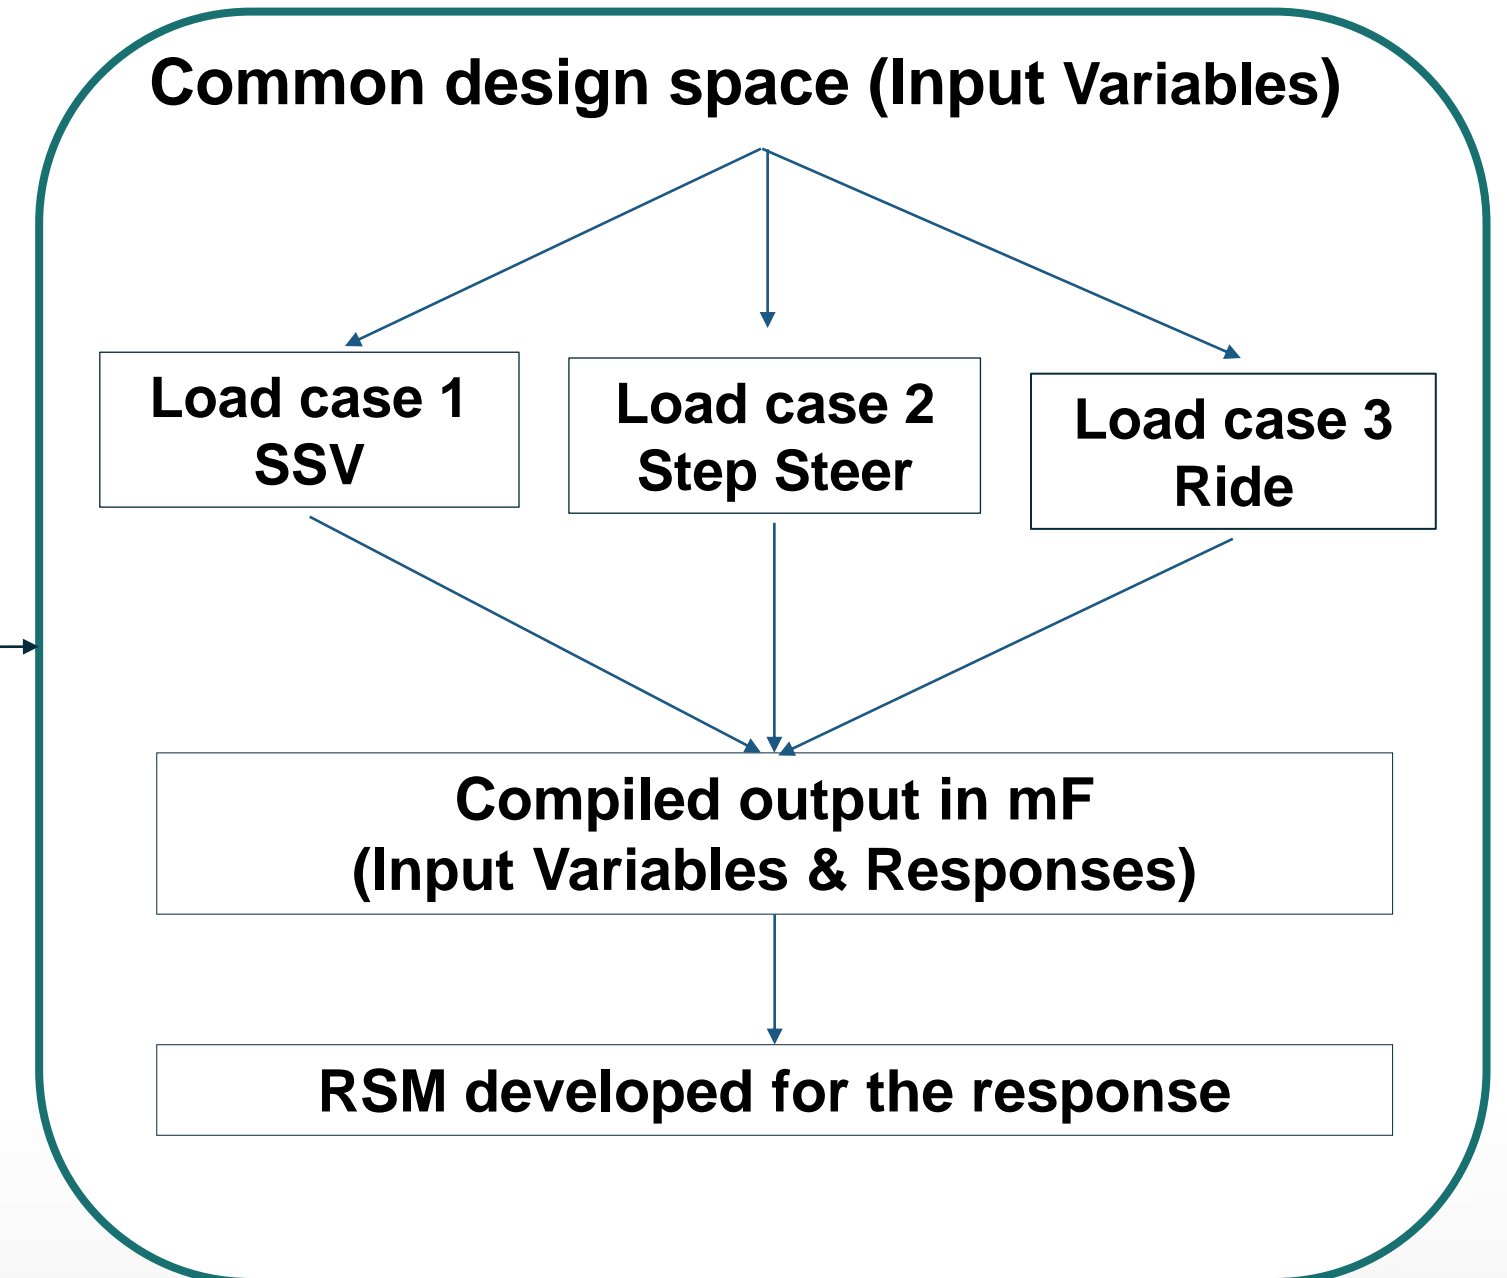 Common design space (Input Variables)
Load case 1
SSV
Load case 2
Step Steer
Load case 3
Ride
Compiled output in mF
(Input Variables & Responses)
RSM developed for the response